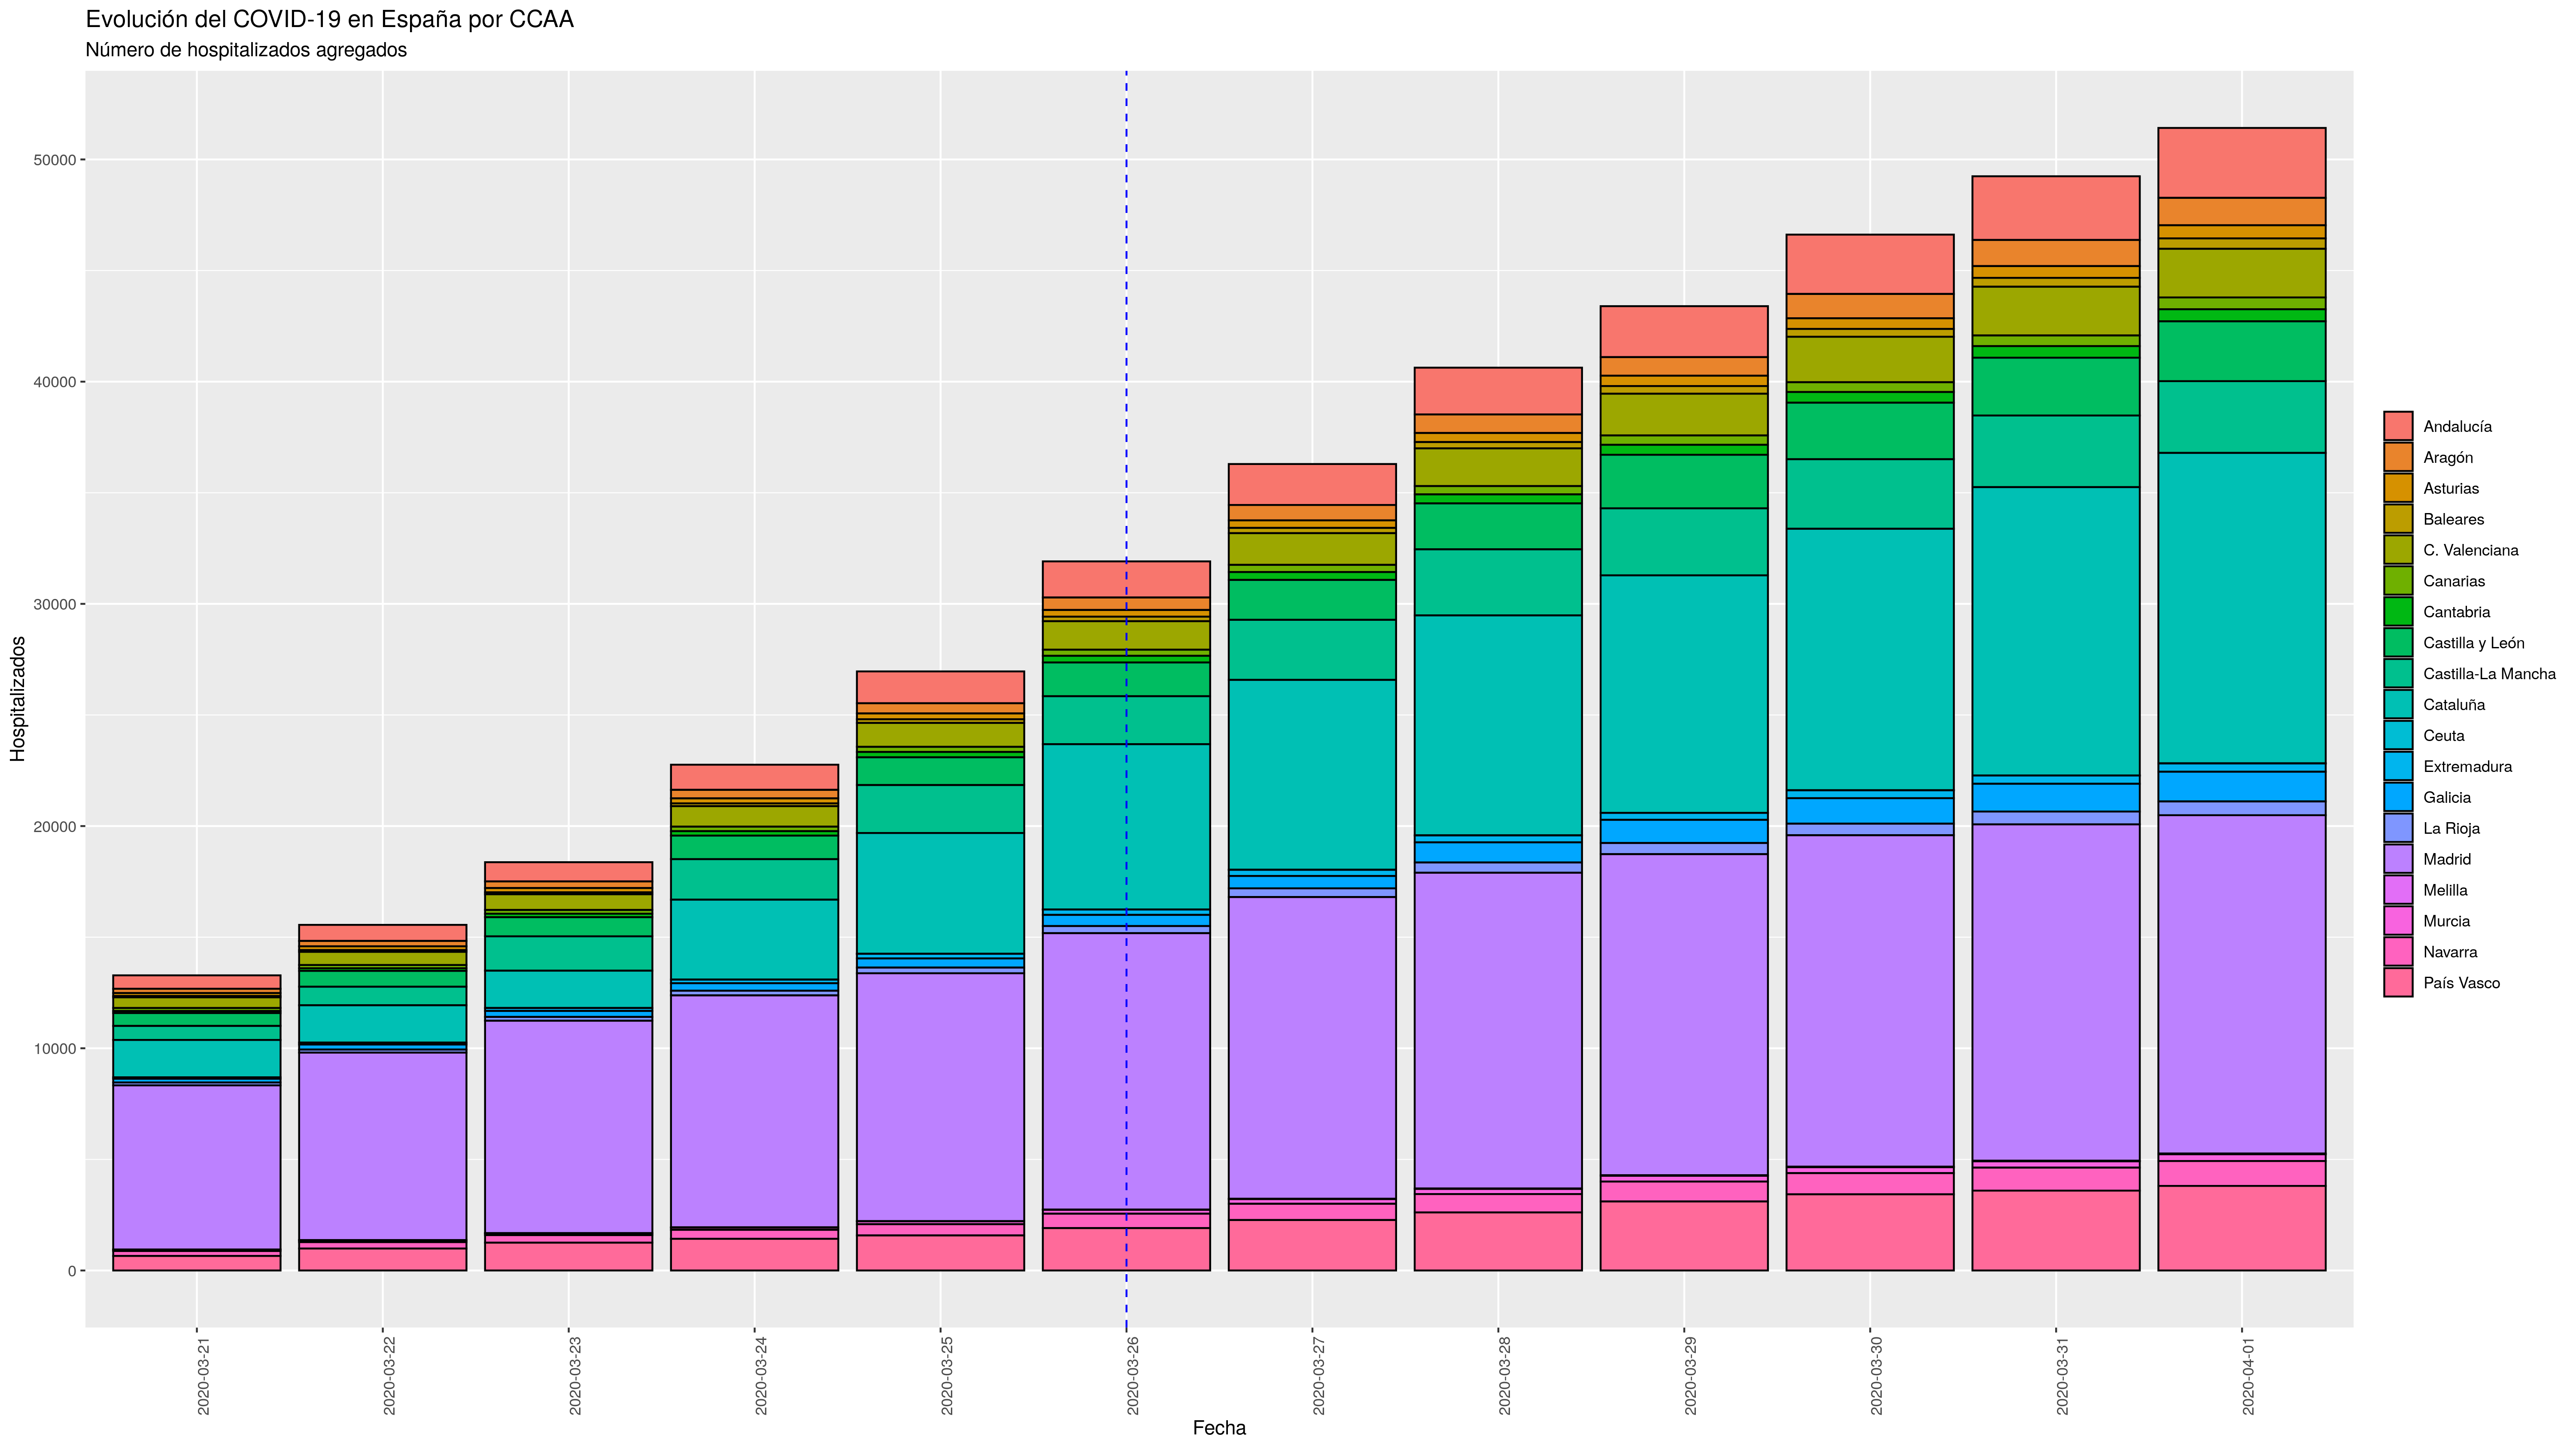 Evolución del COVID-19 en España por CCAA
Número de hospitalizados agregados
Hospitalizados
50000
40000
30000
20000
10000
0
2020-03-21
2020-03-22
2020-03-23
2020-03-24
2020-03-25
2020-03-26
2020-03-27
2020-03-28
2020-03-29
2020-03-30
2020-03-31
2020-04-01
Fecha
Andalucía
Aragón
Asturias
Baleares
C. Valenciana
Canarias
Cantabria
Castilla y León
Castilla-La Mancha
Cataluña
Ceuta
Extremadura
Galicia
La Rioja
Madrid
Melilla
Murcia
Navarra
País Vasco